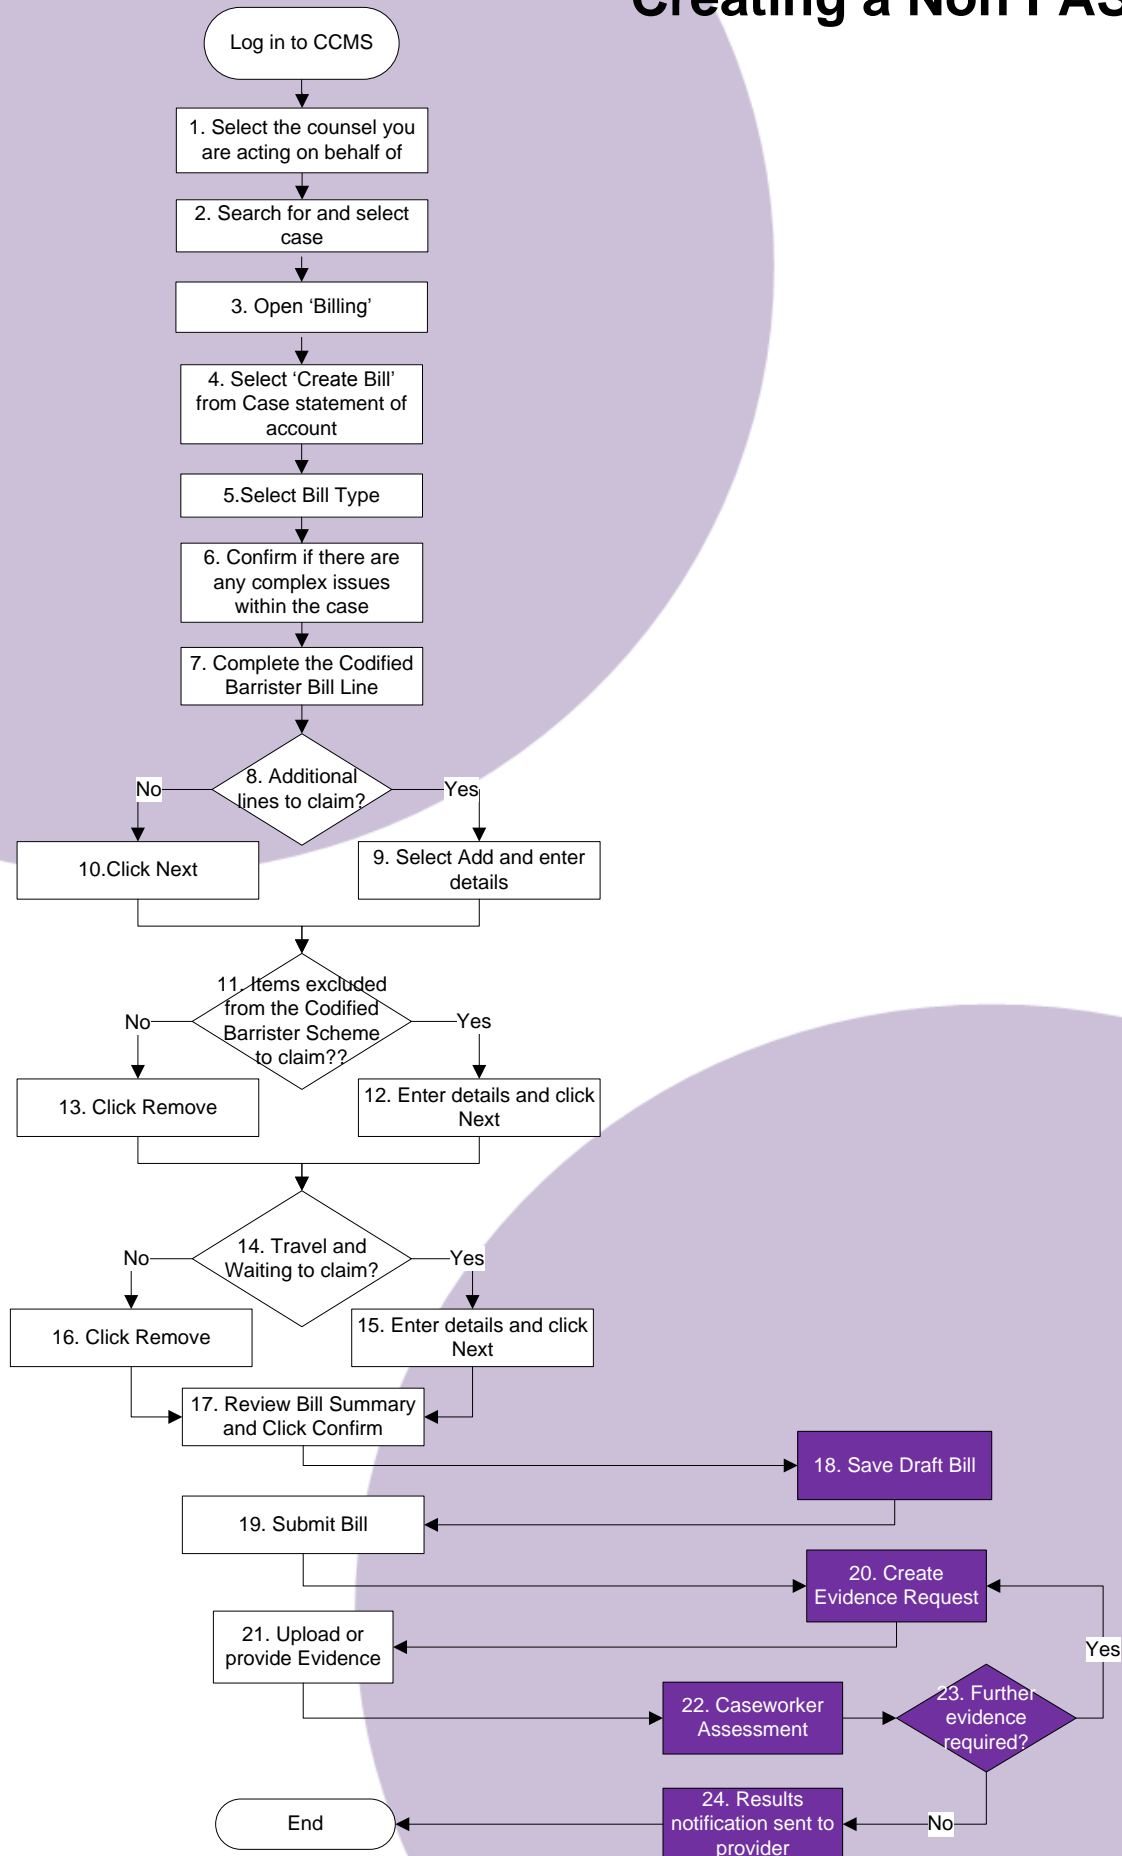 Creating a Non FAS
Log in to CCMS
1. Select the counsel you
are acting on behalf of
2. Search for and select
case
3. Open ‘Billing’
4. Select ‘Create Bill’
from Case statement of
account
5.Select Bill Type
6. Confirm if there are
any complex issues
within the case
7. Complete the Codified
Barrister Bill Line
8. Additional
lines to claim?
No
Yes
10.Click Next
9. Select Add and enter
details
11. Items excluded
from the Codified
Barrister Scheme
to claim??
No
Yes
13. Click Remove
12. Enter details and click
Next
14. Travel and
Waiting to claim?
No
Yes
16. Click Remove
15. Enter details and click
Next
17. Review Bill Summary
and Click Confirm
18. Save Draft Bill
19. Submit Bill
20. Create
Evidence Request
21. Upload or
provide Evidence
Yes
22. Caseworker
Assessment
23. Further
evidence
required?
24. Results
notification sent to
provider
No
End